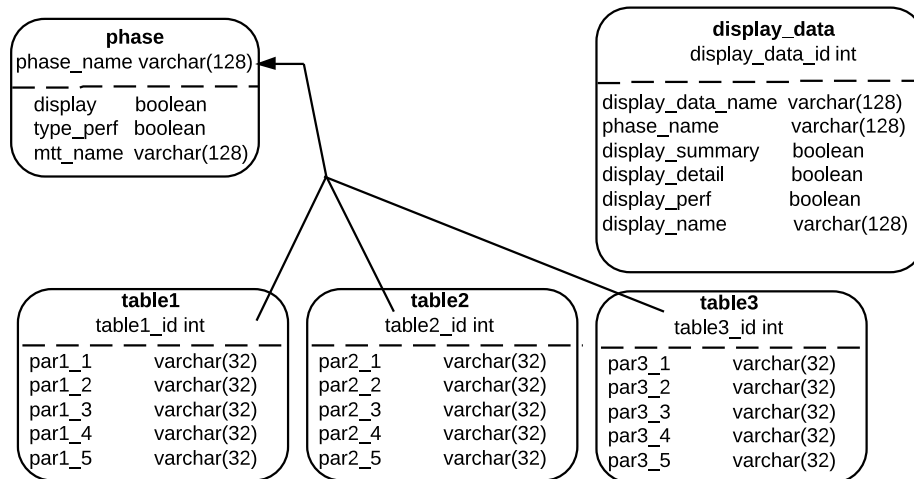 phase
phase_name varchar(128)
display boolean
type_perf boolean
mtt_name varchar(128)
display_data
display_data_id int
display_data_name varchar(128)
phase_name varchar(128)
display_summary boolean
display_detail boolean
display_perf boolean
display_name varchar(128)
table1
table1_id int
par1_1 varchar(32)
par1_2 varchar(32)
par1_3 varchar(32)
par1_4 varchar(32)
par1_5 varchar(32)
table2
table2_id int
par2_1 varchar(32)
par2_2 varchar(32)
par2_3 varchar(32)
par2_4 varchar(32)
par2_5 varchar(32)
table3
table3_id int
par3_1 varchar(32)
par3_2 varchar(32)
par3_3 varchar(32)
par3_4 varchar(32)
par3_5 varchar(32)